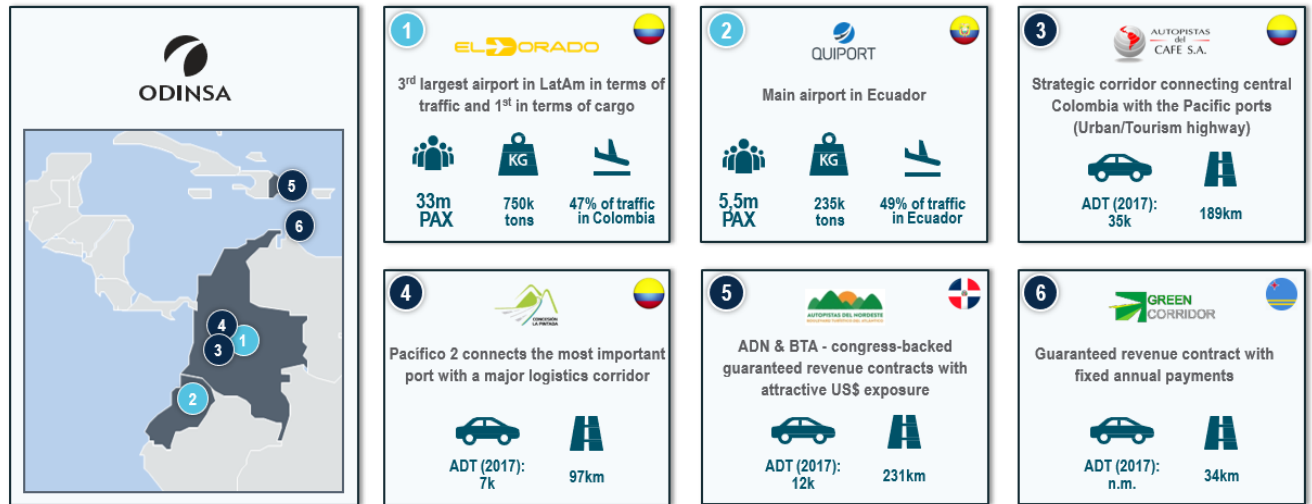 ODINSA
5
6
4
1
3
2
1
EL DORADO
3rd largest airport in LatAm in terms of
traffic and 1st in terms of cargo
KG
33m
PAX
750k
tons
47% of traffic
in Colombia
2
QUIPORT
Main airport in Ecuador
KG
5,5m
PAX
235k
tons
49% of traffic
in Ecuador
3
AUTOPISTAS
del
CAFE S.A.
Strategic corridor connecting central
Colombia with the Pacific ports
(Urban/Tourism highway)
ADT (2017):
35k
189km
4
CONCESIÓN
LA PINTADA
Pacífico 2 connects the most important
port with a major logistics corridor
ADT (2017):
7k
97km
5
AUTOPISTAS DEL NORDESTE
BOULEVARD TURÍSTICO DEL ATLÁNTICO
ADN & BTA - congress-backed
guaranteed revenue contracts with
attractive US$ exposure
ADT (2017):
12k
231km
6
GREEN
CORRIDOR
Guaranteed revenue contract with
fixed annual payments
ADT (2017):
n.m.
34km